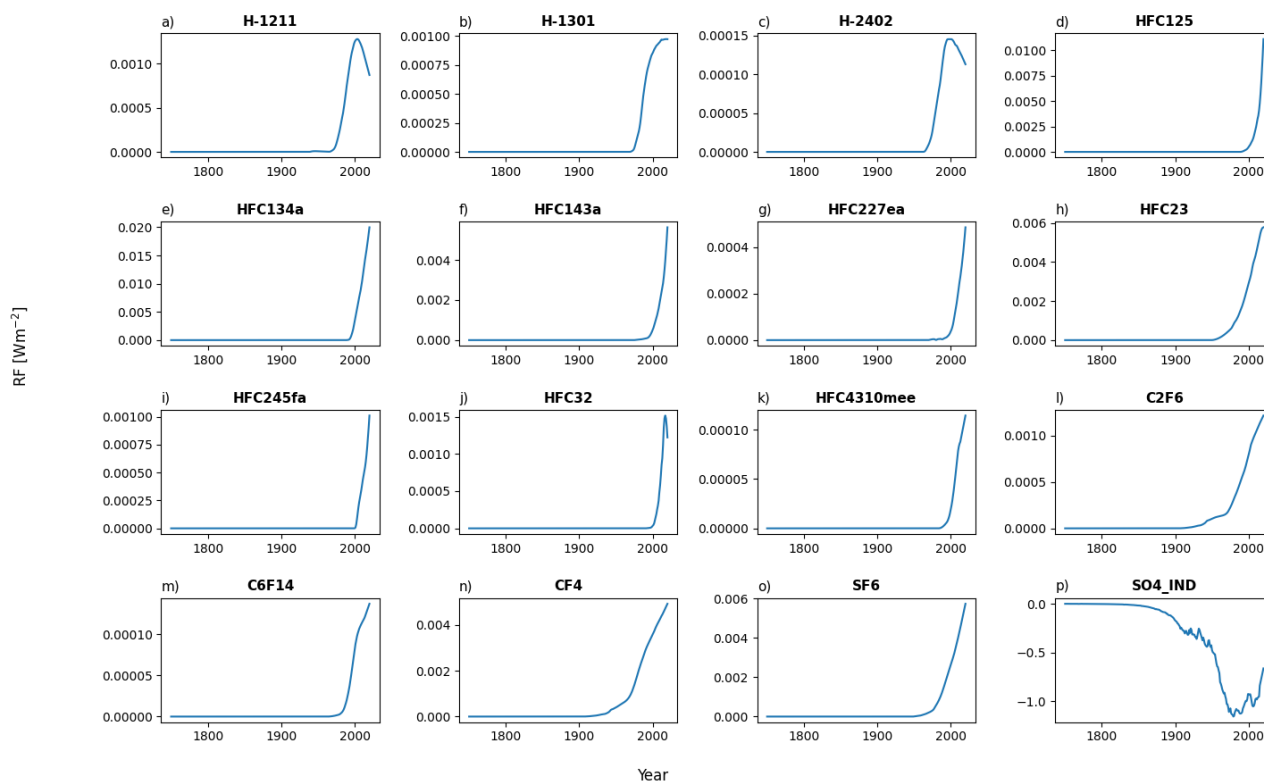 a) H-1211
0.0010
0.0005
0.0000
1800 1900 2000
b) H-1301
0.00100
0.00075
0.00050
0.00025
0.00000
1800 1900 2000
c) H-2402
0.00015
0.00010
0.00005
0.00000
1800 1900 2000
d) HFC125
0.0100
0.0075
0.0050
0.0025
0.0000
1800 1900 2000
e) HFC134a
0.020
0.015
0.010
0.005
0.000
1800 1900 2000
f) HFC143a
0.004
0.002
0.000
1800 1900 2000
g) HFC227ea
0.0004
0.0002
0.0000
1800 1900 2000
h) HFC23
0.006
0.004
0.002
0.000
1800 1900 2000
RF [Wm⁻²]
i) HFC245fa
0.00100
0.00075
0.00050
0.00025
0.00000
1800 1900 2000
j) HFC32
0.0015
0.0010
0.0005
0.0000
1800 1900 2000
k) HFC4310mee
0.00010
0.00005
0.00000
1800 1900 2000
l) C2F6
0.0010
0.0005
0.0000
1800 1900 2000
m) C6F14
0.00010
0.00005
0.00000
1800 1900 2000
n) CF4
0.004
0.002
0.000
1800 1900 2000
o) SF6
0.006
0.004
0.002
0.000
1800 1900 2000
p) SO4_IND
0.0
−0.5
−1.0
1800 1900 2000
Year